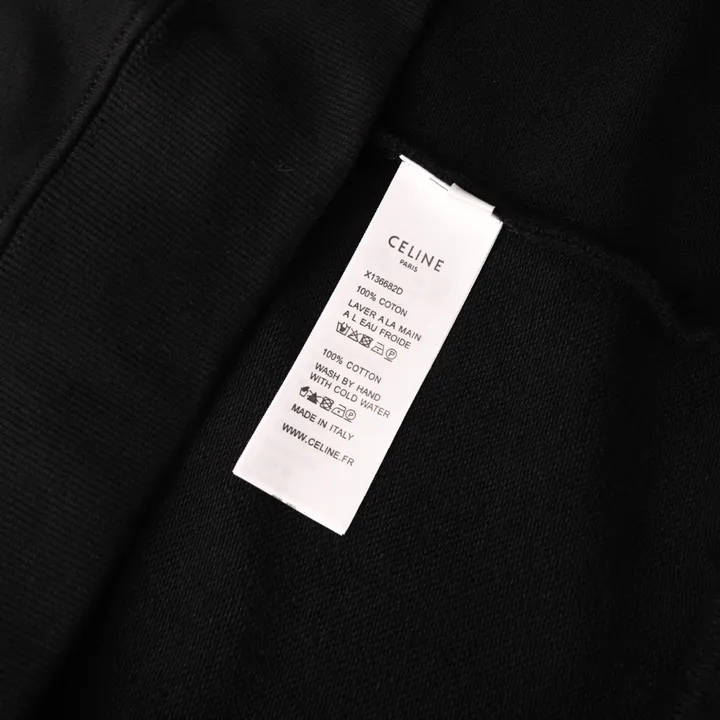 CELINE
PARIS
X136682D
100% COTON
LAVER A LA MAIN
A L EAU FROIDE
100% COTTON
WASH BY HAND
WITH COLD WATER
MADE IN ITALY
WWW.CELINE.FR